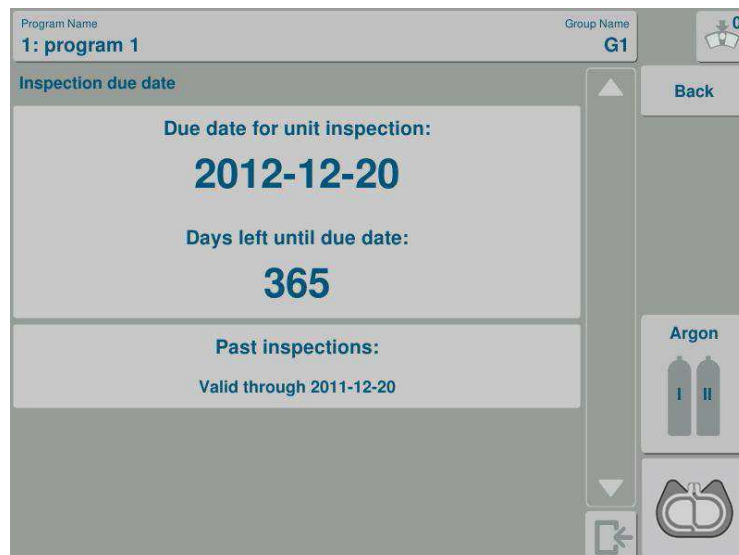 Program Name
1: program 1
Group Name
G1
0
Inspection due date
Back
Due date for unit inspection:
2012-12-20
Days left until due date:
365
Past inspections:
Valid through 2011-12-20
Argon
I II